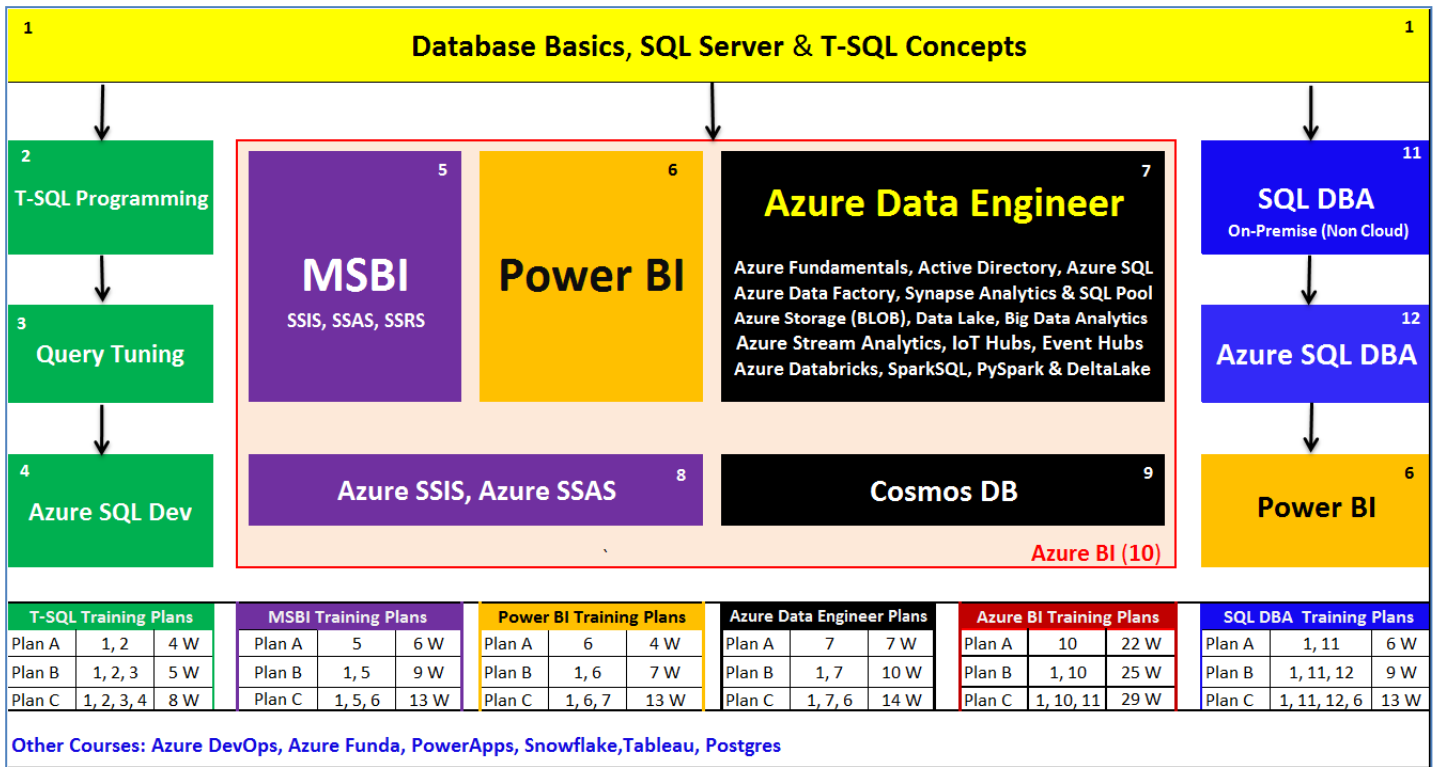 1
Database Basics, SQL Server & T-SQL Concepts
1
2
T-SQL Programming
3
Query Tuning
4
Azure SQL Dev
5
MSBI
SSIS, SSAS, SSRS
6
Power BI
7
Azure Data Engineer
Azure Fundamentals, Active Directory, Azure SQL
Azure Data Factory, Synapse Analytics & SQL Pool
Azure Storage (BLOB), Data Lake, Big Data Analytics
Azure Stream Analytics, IoT Hubs, Event Hubs
Azure Databricks, SparkSQL, PySpark & DeltaLake
8
Azure SSIS, Azure SSAS
9
Cosmos DB
Azure BI (10)
11
SQL DBA
On-Premise (Non Cloud)
12
Azure SQL DBA
6
Power BI
T-SQL Training Plans
Plan A 1, 2 4 W
Plan B 1, 2, 3 5 W
Plan C 1, 2, 3, 4 8 W
MSBI Training Plans
Plan A 5 6 W
Plan B 1, 5 9 W
Plan C 1, 5, 6 13 W
Power BI Training Plans
Plan A 6 4 W
Plan B 1, 6 7 W
Plan C 1, 6, 7 13 W
Azure Data Engineer Plans
Plan A 7 7 W
Plan B 1, 7 10 W
Plan C 1, 7, 6 14 W
Azure BI Training Plans
Plan A 10 22 W
Plan B 1, 10 25 W
Plan C 1, 10, 11 29 W
SQL DBA Training Plans
Plan A 1, 11 6 W
Plan B 1, 11, 12 9 W
Plan C 1, 11, 12, 6 13 W
Other Courses: Azure DevOps, Azure Funda, PowerApps, Snowflake,Tableau, Postgres